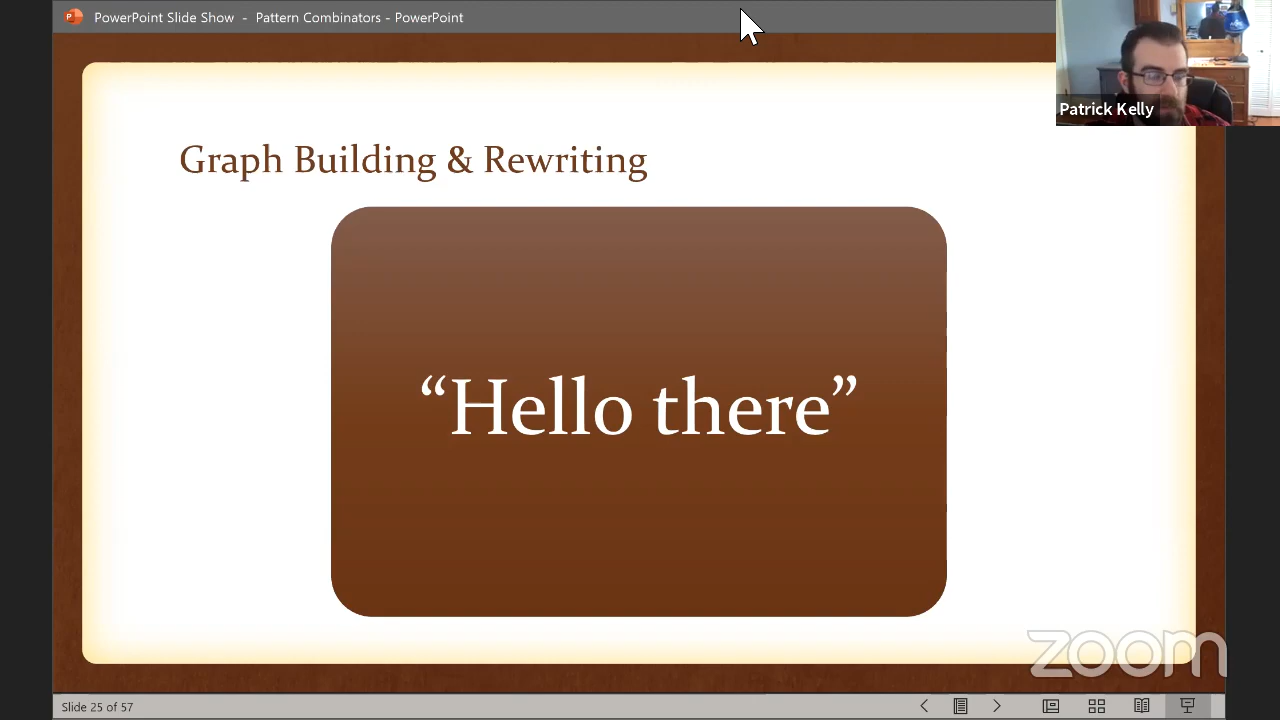 PowerPoint Slide Show - Pattern Combinators - PowerPoint
Patrick Kelly
Graph Building & Rewriting
“Hello there”
zoom
Slide 25 of 57